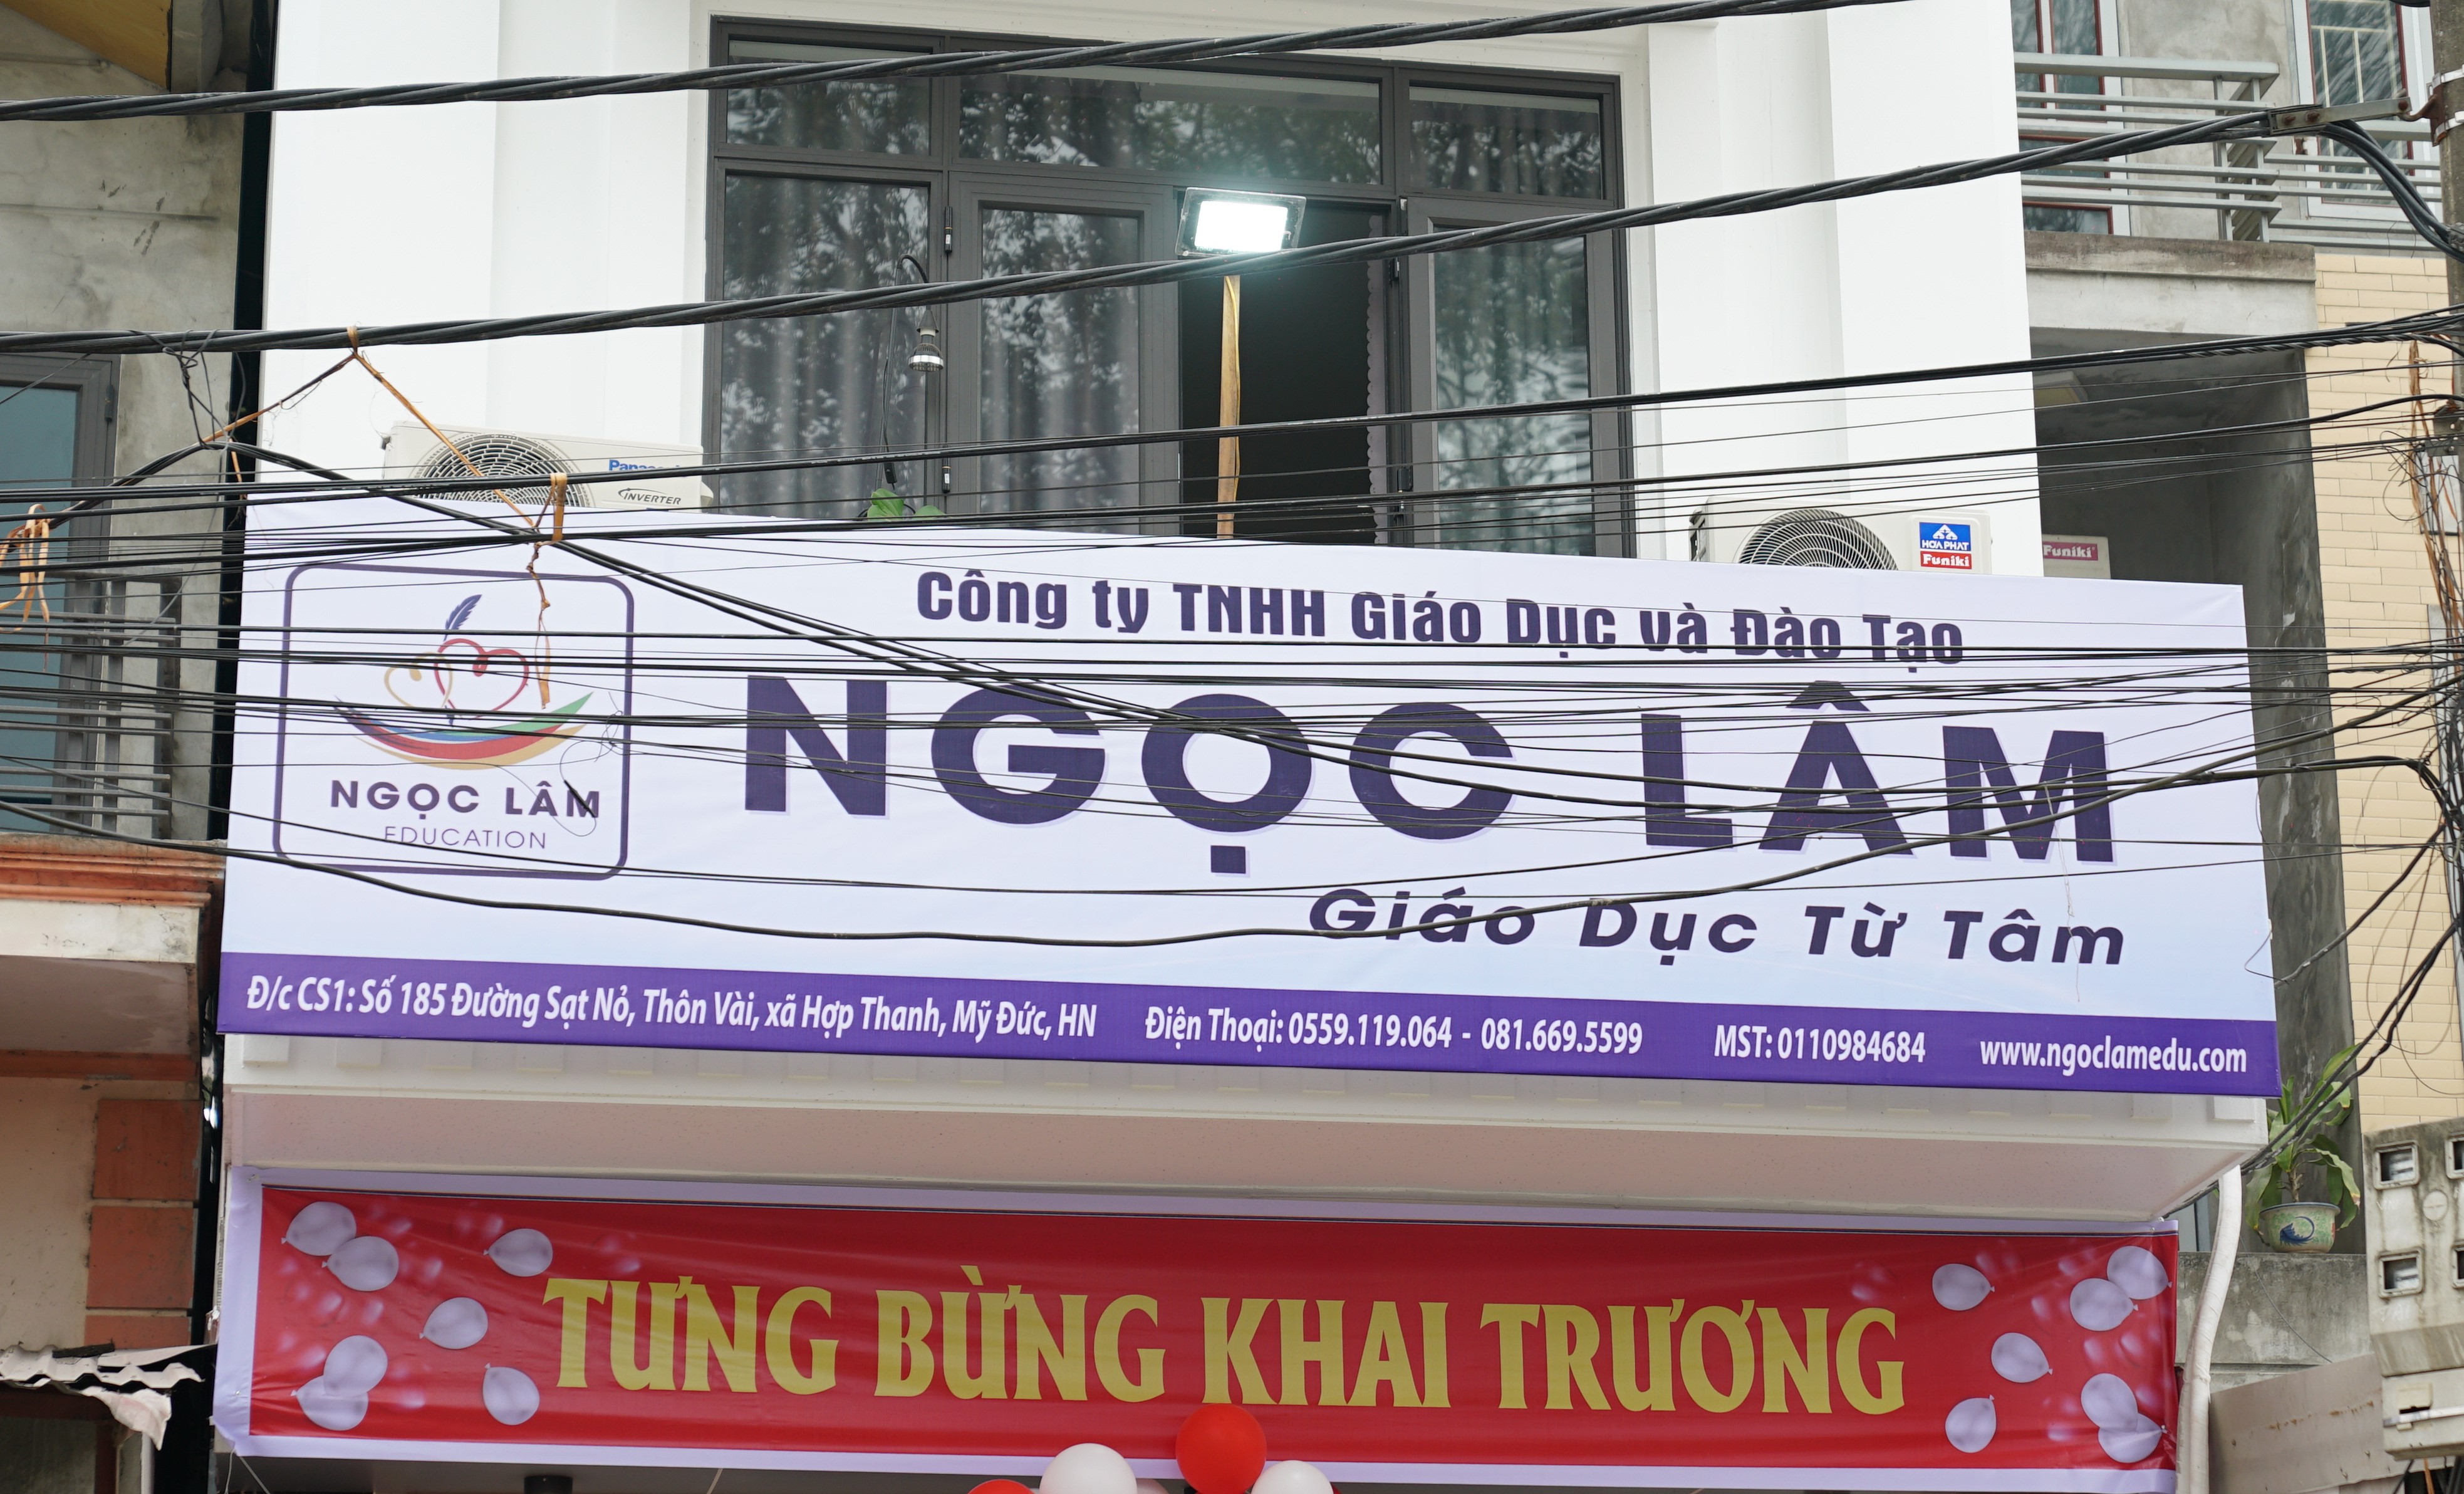 Panasonic
INVERTER
HÒA PHÁT
Funiki
Funiki
Công ty TNHH Giáo Dục và Đào Tạo
NGỌC LÂM
NGỌC LÂM
EDUCATION
Giáo Dục Từ Tâm
Đ/c CS1: Số 185 Đường Sạt Nỏ, Thôn Vài, xã Hợp Thanh, Mỹ Đức, HN Điện Thoại: 0559.119.064 - 081.669.5599 MST: 0110984684 www.ngoclamedu.com
TƯNG BỪNG KHAI TRƯƠNG